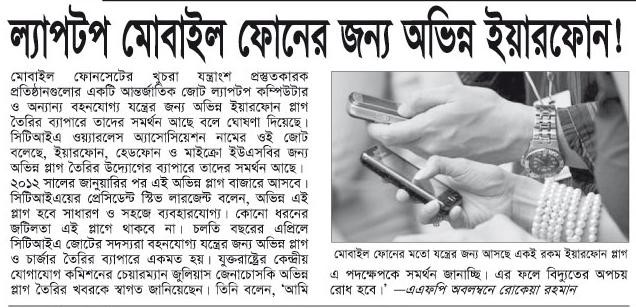 ল্যাপটপ মোবাইল ফোনের জন্য অভিন্ন ইয়ারফোন!
মোবাইল ফোনসেটের খুচরা যন্ত্রাংশ প্রস্তুতকারক
প্রতিষ্ঠানগুলোর একটি আন্তর্জাতিক জোট ল্যাপটপ কম্পিউটার
ও অন্যান্য বহনযোগ্য যন্ত্রের জন্য অভিন্ন ইয়ারফোন প্লাগ
তৈরির ব্যাপারে তাদের সমর্থন আছে বলে ঘোষণা দিয়েছে।
সিটিআইএ ওয়্যারলেস অ্যাসোসিয়েশন নামের ওই জোট
বলেছে, ইয়ারফোন, হেডফোন ও মাইক্রো ইউএসবির জন্য
অভিন্ন প্লাগ তৈরির উদ্যোগের ব্যাপারে তাদের সমর্থন আছে।
২০১২ সালের জানুয়ারির পর এই অভিন্ন প্লাগ বাজারে আসবে।
সিটিআইএয়ের প্রেসিডেন্ট স্টিভ লারজেন্ট বলেন, অভিন্ন এই
প্লাগ হবে সাধারণ ও সহজে ব্যবহারযোগ্য। কোনো ধরনের
জটিলতা এই প্লাগে থাকবে না। চলতি বছরের এপ্রিলে
সিটিআইএ জোটের সদস্যরা বহনযোগ্য যন্ত্রের জন্য অভিন্ন প্লাগ
ও চার্জার তৈরির ব্যাপারে একমত হয়। যুক্তরাষ্ট্রের কেন্দ্রীয়
যোগাযোগ কমিশনের চেয়ারম্যান জুলিয়াস জেনাচোসকি অভিন্ন
প্লাগ তৈরির খবরকে স্বাগত জানিয়েছেন। তিনি বলেন, 'আমি
মোবাইল ফোনের মতো যন্ত্রের জন্য আসছে একই রকম ইয়ারফোন প্লাগ
এ পদক্ষেপকে সমর্থন জানাচ্ছি। এর ফলে বিদ্যুতের অপচয়
রোধ হবে।' —এএফপি অবলম্বনে রোকেয়া রহমান